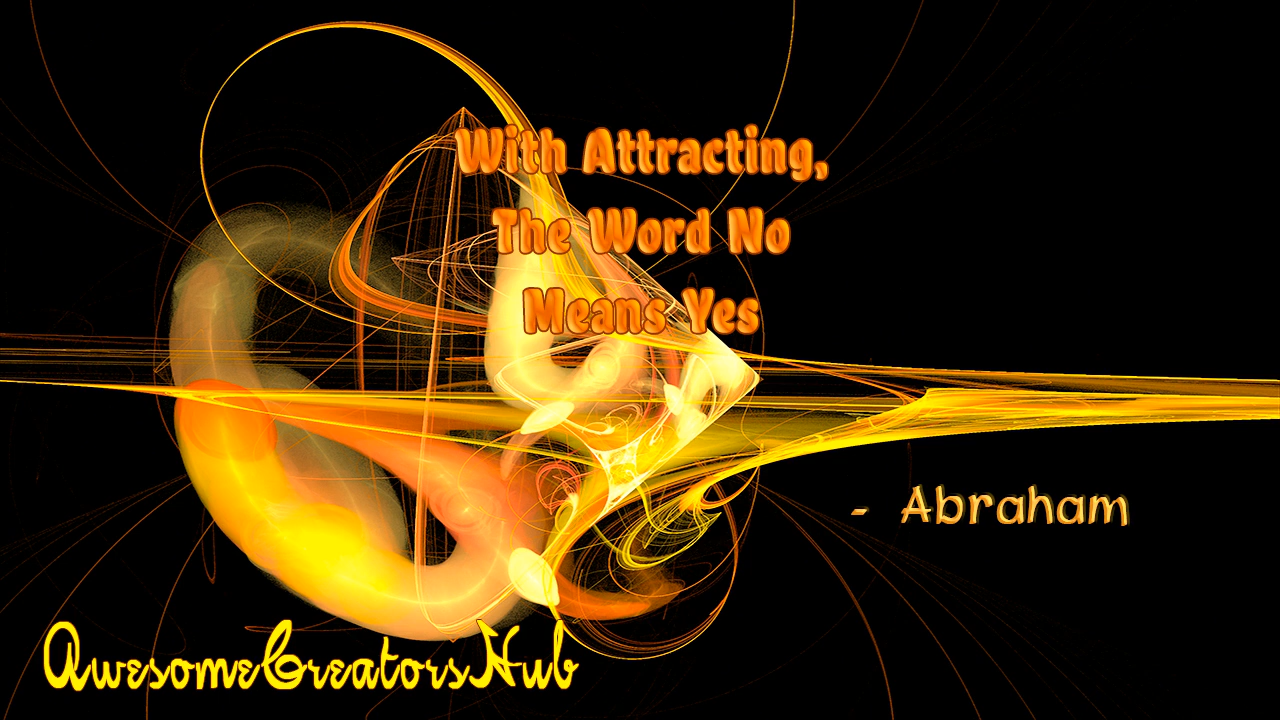 With Attracting,
The Word No
Means Yes
- Abraham
AwesomeCreatorsHub